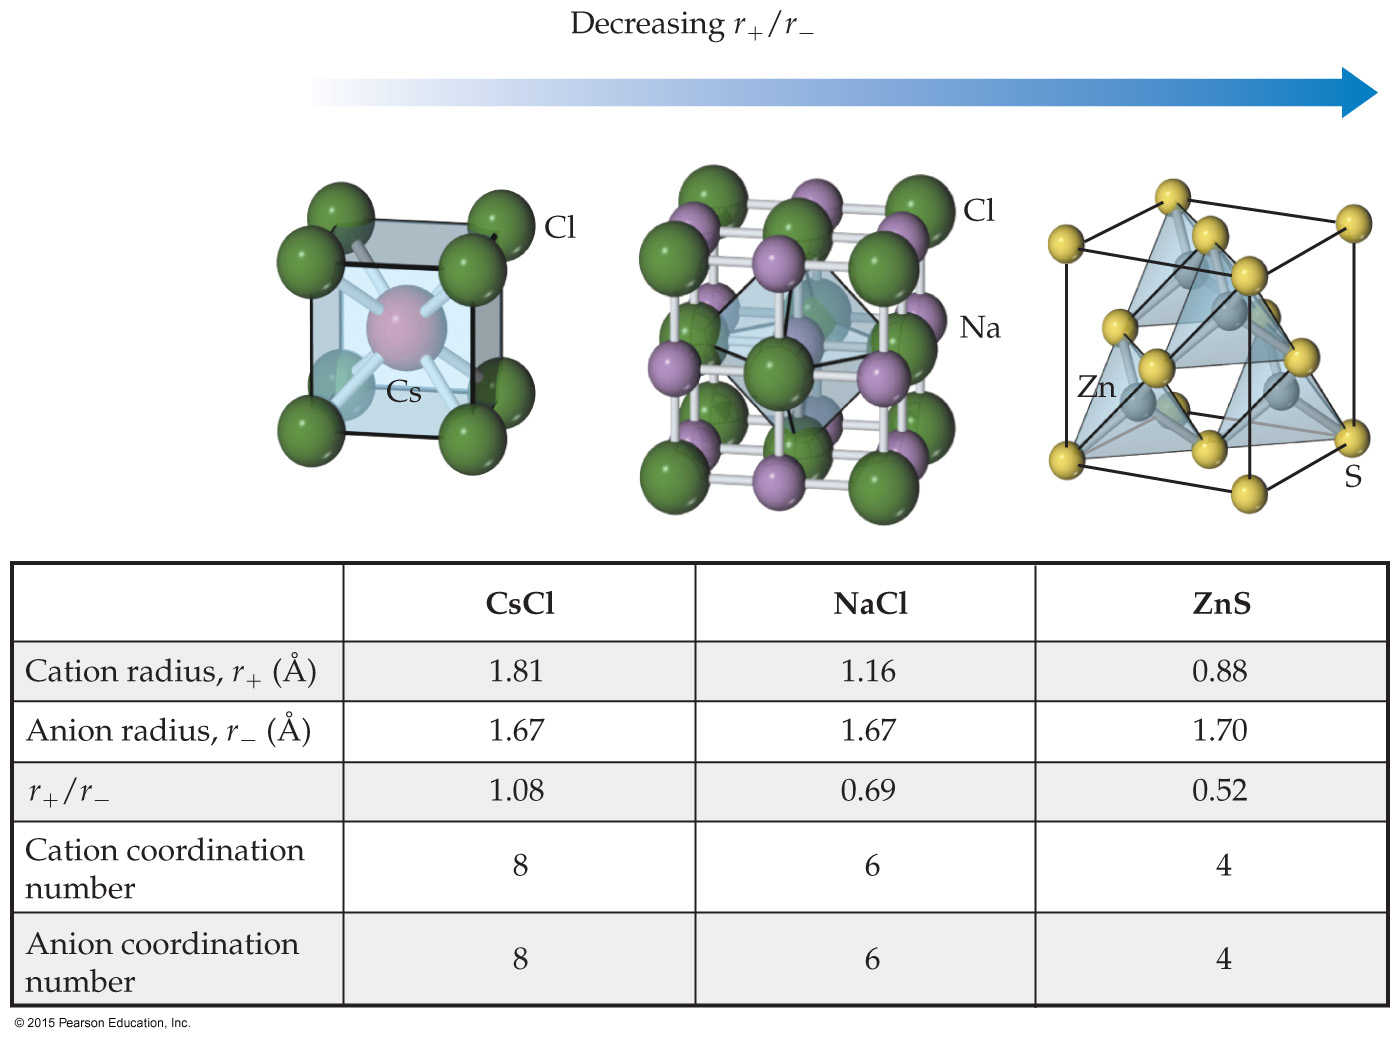 Decreasing r₊/r₋
Cl
Cs
Cl
Na
Zn
S
CsCl NaCl ZnS
Cation radius, r₊ (Å) 1.81 1.16 0.88
Anion radius, r₋ (Å) 1.67 1.67 1.70
r₊/r₋ 1.08 0.69 0.52
Cation coordination
number 8 6 4
Anion coordination
number 8 6 4
© 2015 Pearson Education, Inc.